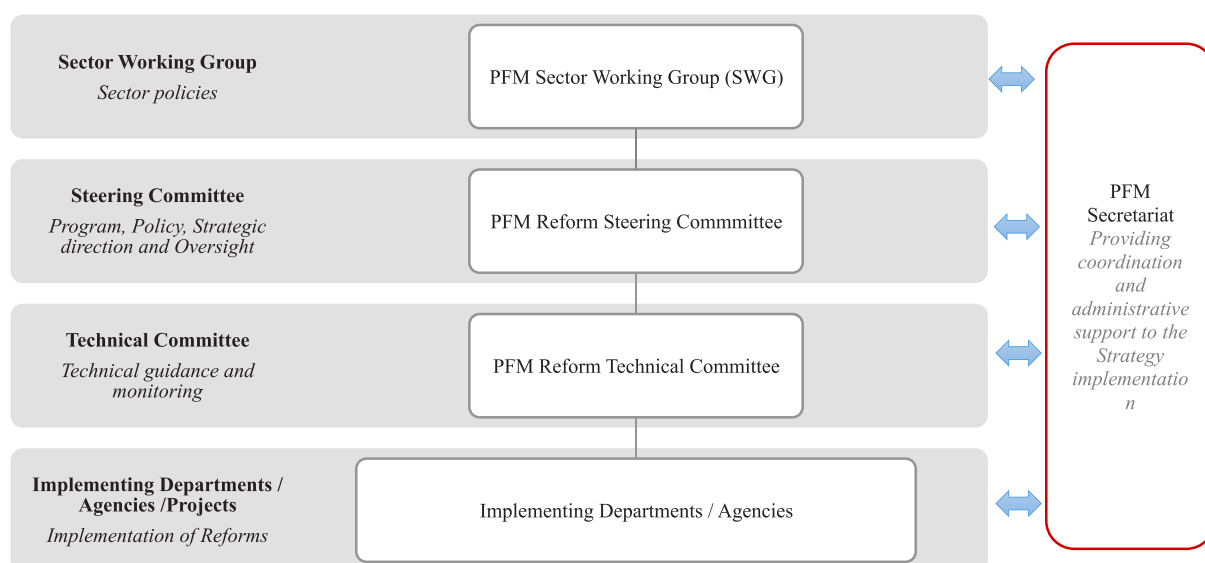 Sector Working Group
Sector policies
PFM Sector Working Group (SWG)
Steering Committee
Program, Policy, Strategic
direction and Oversight
PFM Reform Steering Commmittee
Technical Committee
Technical guidance and
monitoring
PFM Reform Technical Committee
Implementing Departments /
Agencies /Projects
Implementation of Reforms
Implementing Departments / Agencies
PFM
Secretariat
Providing
coordination
and
administrative
support to the
Strategy
implementatio
n